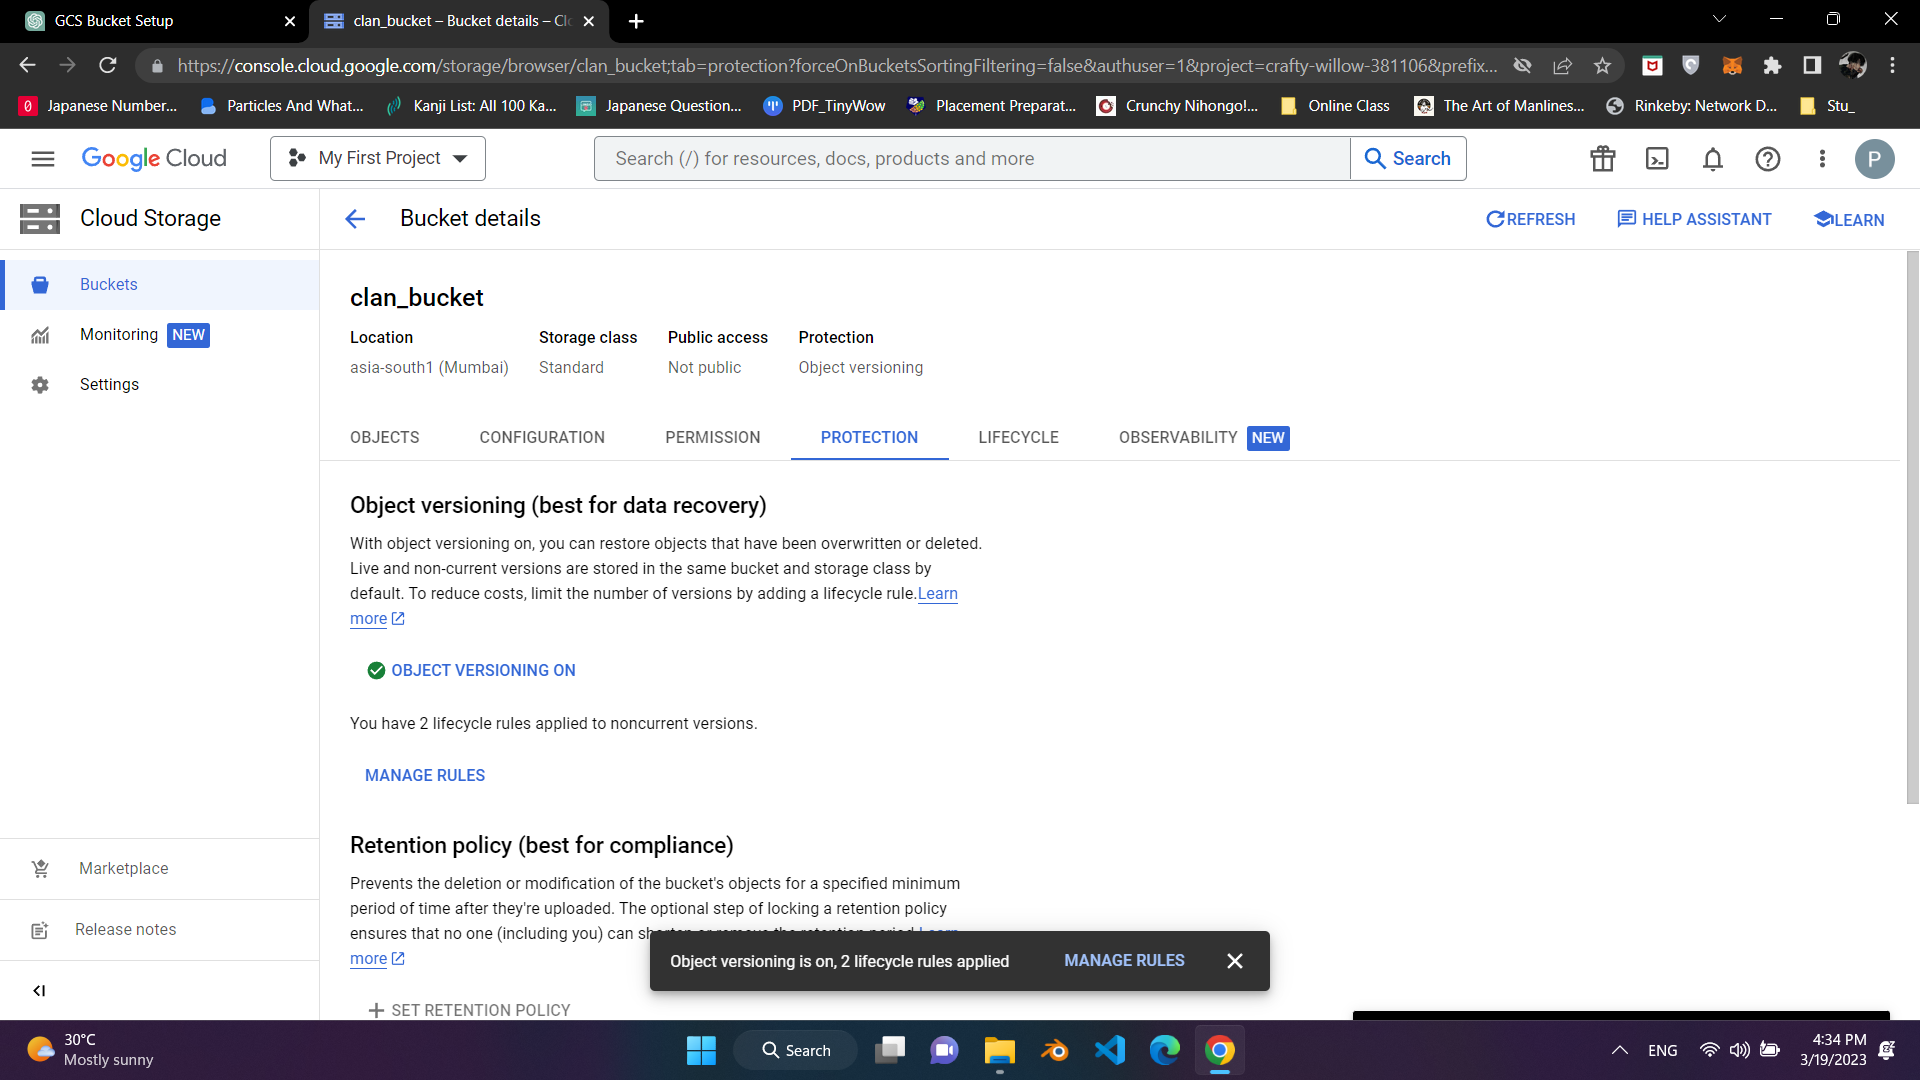 GCS Bucket Setup
clan_bucket – Bucket details – Clo
https://console.cloud.google.com/storage/browser/clan_bucket;tab=protection?forceOnBucketsSortingFiltering=false&authuser=1&project=crafty-willow-381106&prefix...
Japanese Number...
Particles And What...
Kanji List: All 100 Ka...
Japanese Question...
PDF_TinyWow
Placement Preparat...
Crunchy Nihongo!...
Online Class
The Art of Manlines...
Rinkeby: Network D...
Stu_
Google Cloud
My First Project
Search (/) for resources, docs, products and more
Search
P
Cloud Storage
Bucket details
REFRESH
HELP ASSISTANT
LEARN
Buckets
Monitoring NEW
Settings
Marketplace
Release notes
clan_bucket
Location Storage class Public access Protection
asia-south1 (Mumbai) Standard Not public Object versioning
OBJECTS CONFIGURATION PERMISSION PROTECTION LIFECYCLE OBSERVABILITY NEW
Object versioning (best for data recovery)
With object versioning on, you can restore objects that have been overwritten or deleted.
Live and non-current versions are stored in the same bucket and storage class by
default. To reduce costs, limit the number of versions by adding a lifecycle rule.Learn
more
OBJECT VERSIONING ON
You have 2 lifecycle rules applied to noncurrent versions.
MANAGE RULES
Retention policy (best for compliance)
Prevents the deletion or modification of the bucket's objects for a specified minimum
period of time after they're uploaded. The optional step of locking a retention policy
ensures that no one (including you) can shorten or remove the retention period.Learn
more
SET RETENTION POLICY
Object versioning is on, 2 lifecycle rules applied
MANAGE RULES
30°C
Mostly sunny
Search
ENG
4:34 PM
3/19/2023